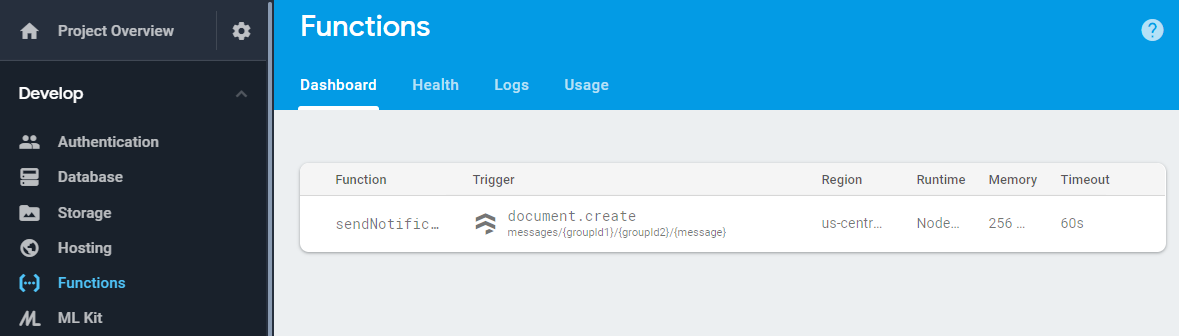 Project Overview
Develop
Authentication
Database
Storage
Hosting
Functions
ML Kit
Functions
?
Dashboard Health Logs Usage
Function Trigger Region Runtime Memory Timeout
sendNotific... document.create us-centr... Node... 256 ... 60s
messages/{groupId1}/{groupId2}/{message}